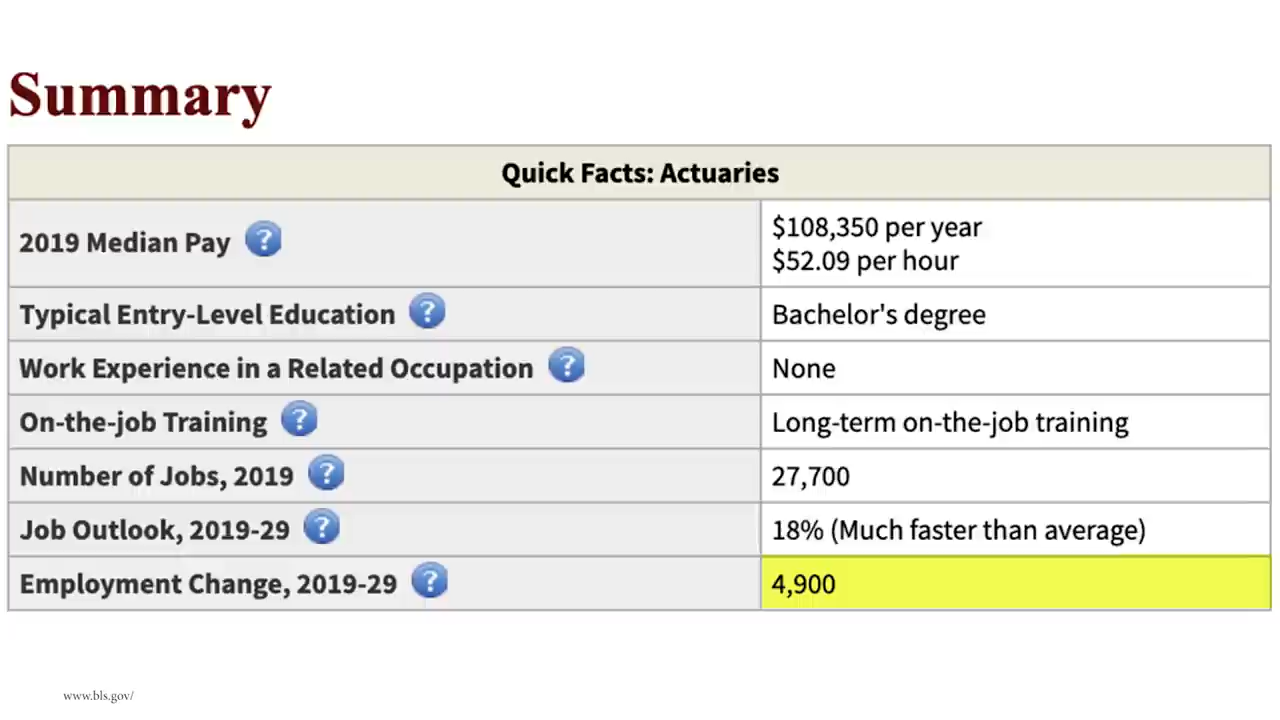 Summary
Quick Facts: Actuaries
2019 Median Pay ?
$108,350 per year
$52.09 per hour
Typical Entry-Level Education ?
Bachelor's degree
Work Experience in a Related Occupation ?
None
On-the-job Training ?
Long-term on-the-job training
Number of Jobs, 2019 ?
27,700
Job Outlook, 2019-29 ?
18% (Much faster than average)
Employment Change, 2019-29 ?
4,900
www.bls.gov/